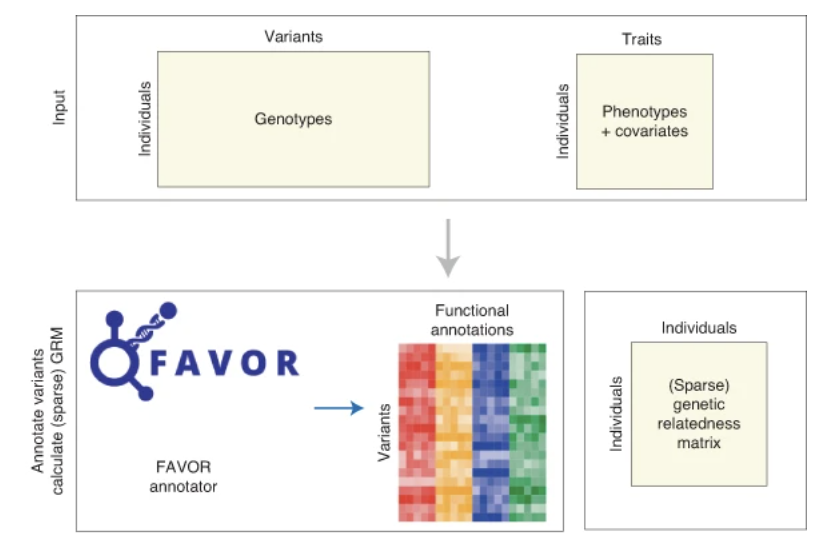 Input
Variants
Individuals
Genotypes
Traits
Individuals
Phenotypes
+ covariates
Annotate variants
calculate (sparse) GRM
FAVOR
FAVOR
annotator
Functional
annotations
Variants
Individuals
Individuals
(Sparse)
genetic
relatedness
matrix